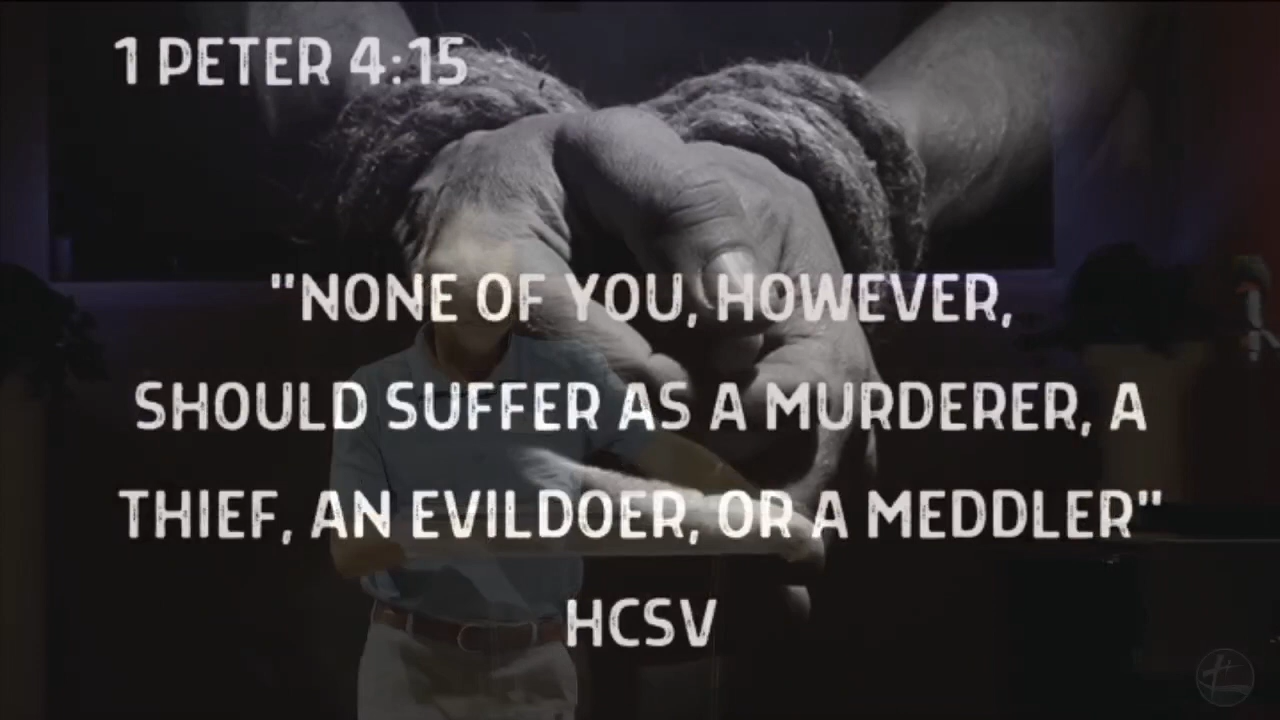 1 PETER 4:15
"NONE OF YOU, HOWEVER,
SHOULD SUFFER AS A MURDERER, A
THIEF, AN EVILDOER, OR A MEDDLER"
HCSV